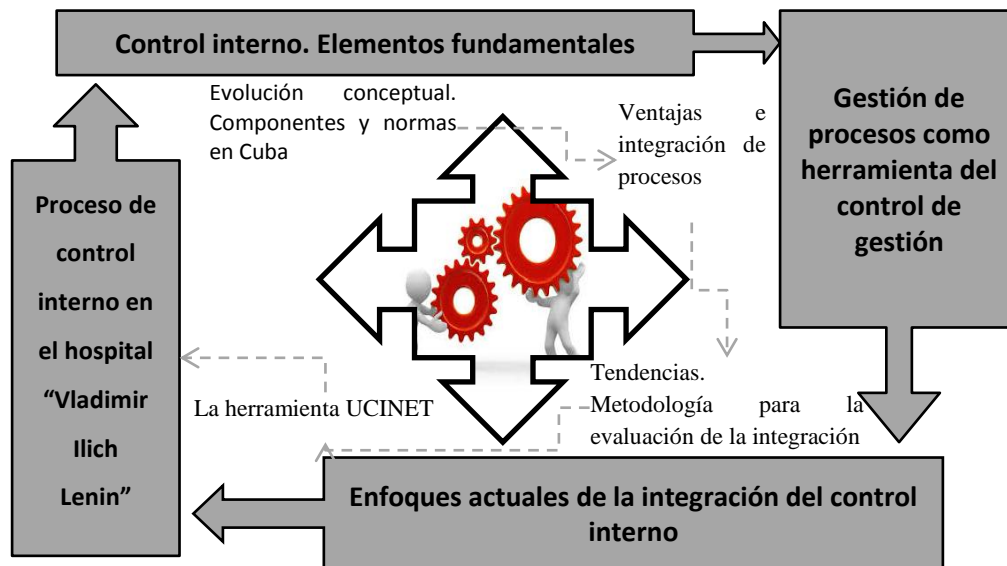 Control interno. Elementos fundamentales
Evolución conceptual.
Componentes y normas
en Cuba
Ventajas e
integración de
procesos
Gestión de
procesos como
herramienta del
control de
gestión
Proceso de
control
interno en
el hospital
“Vladimir
Ilich
Lenin”
La herramienta UCINET
Tendencias.
Metodología para la
evaluación de la integración
Enfoques actuales de la integración del control
interno